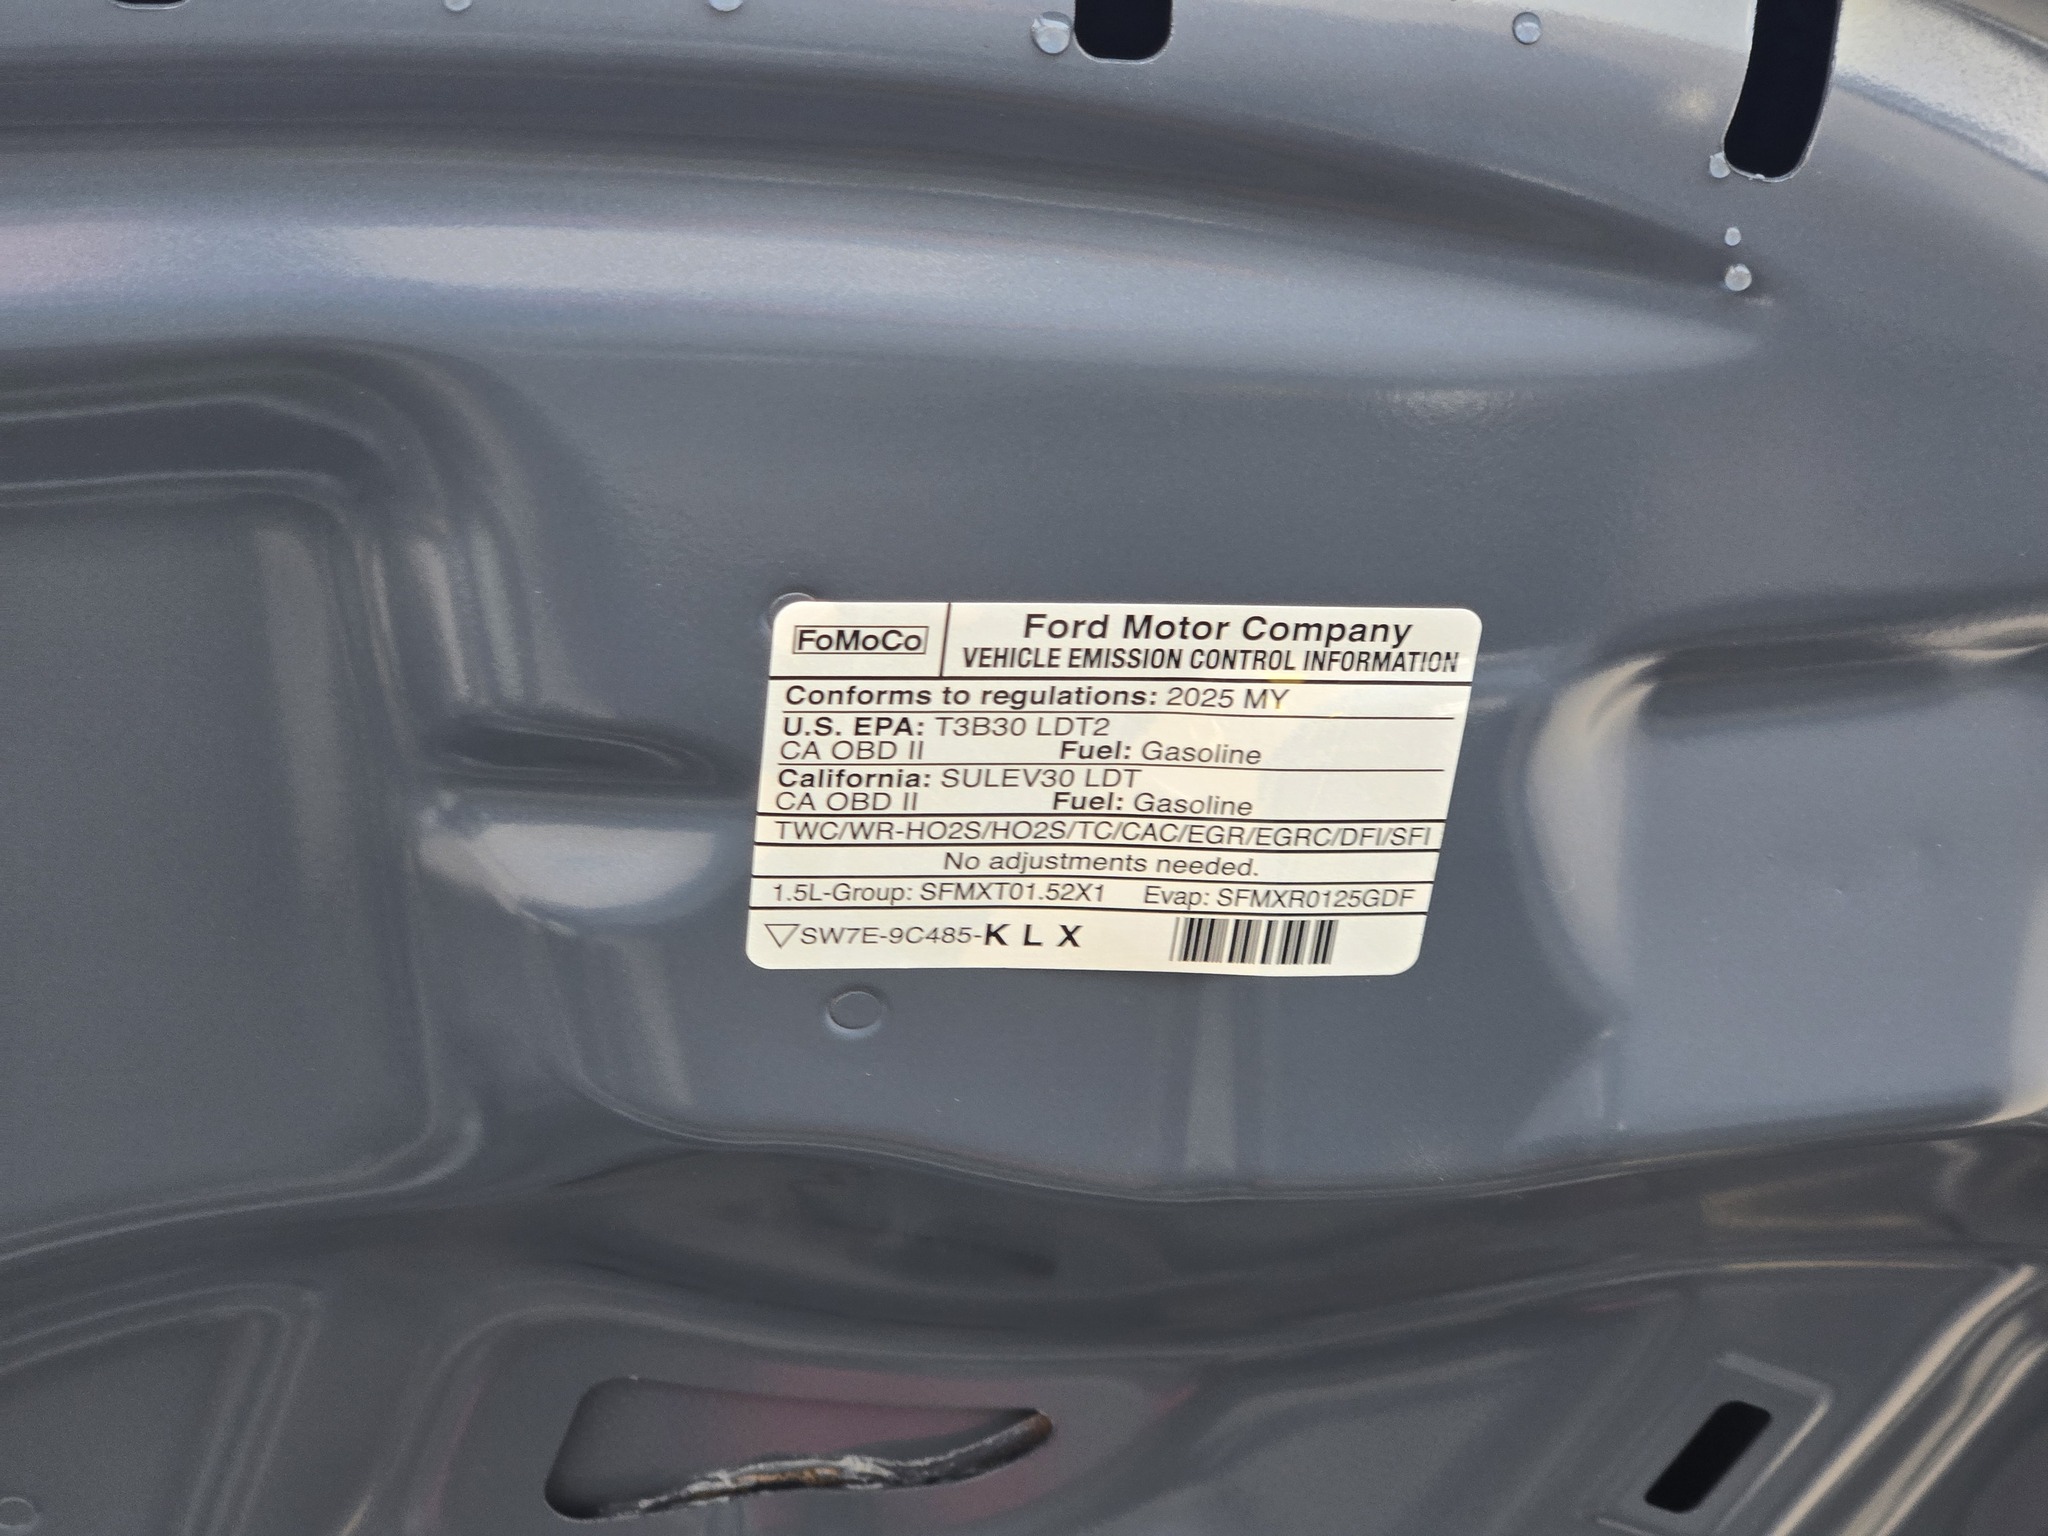 FoMoCo
Ford Motor Company
VEHICLE EMISSION CONTROL INFORMATION
Conforms to regulations: 2025 MY
U.S. EPA: T3B30 LDT2
CA OBD II Fuel: Gasoline
California: SULEV30 LDT
CA OBD II Fuel: Gasoline
TWC/WR-HO2S/HO2S/TC/CAC/EGR/EGRC/DFI/SFI
No adjustments needed.
1.5L-Group: SFMXT01.52X1 Evap: SFMXR0125GDF
SW7E-9C485-K L X